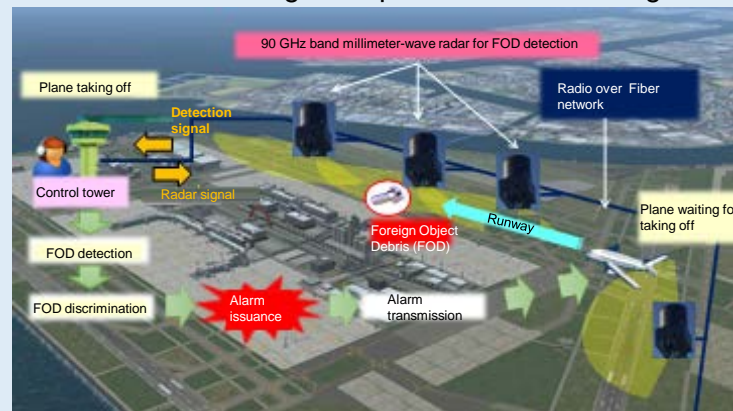 90 GHz band millimeter-wave radar for FOD detection
Plane taking off
Radio over Fiber
network
Detection
signal
Control tower
Radar signal
Plane waiting fo
taking off
Runway
Foreign Object
Debris (FOD)
FOD detection
FOD discrimination
Alarm
issuance
Alarm
transmission